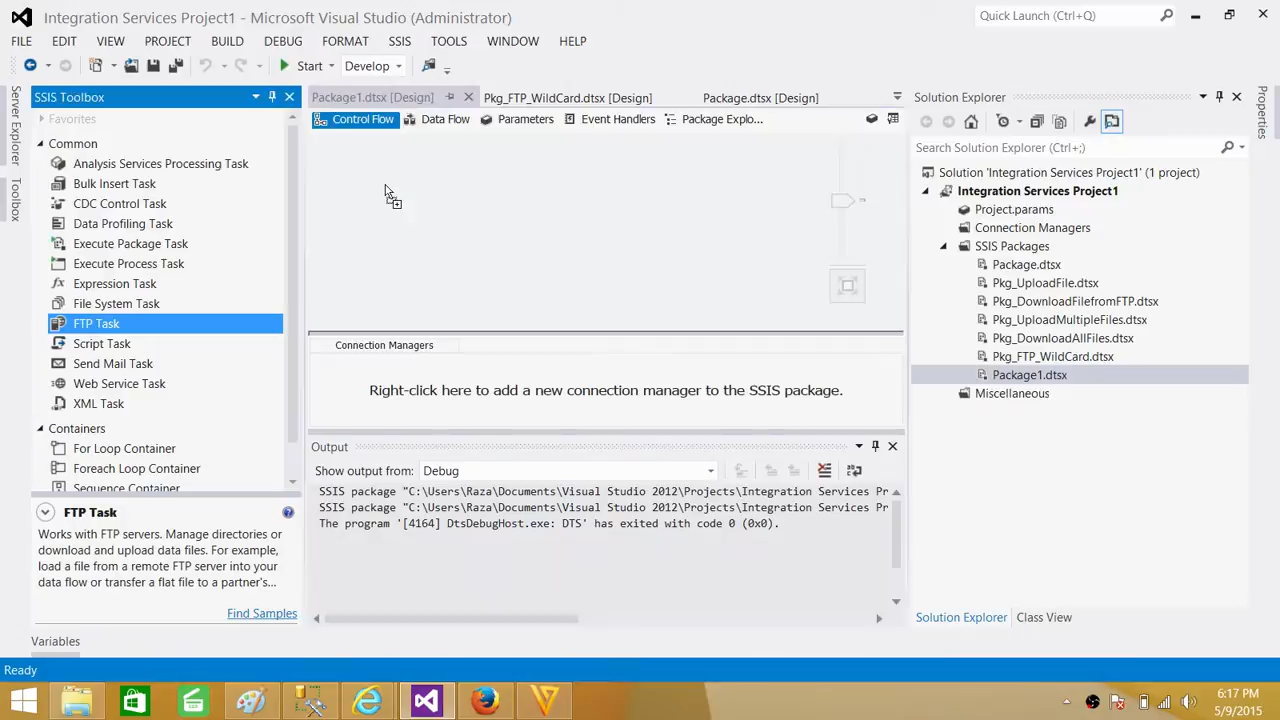 Integration Services Project1 - Microsoft Visual Studio (Administrator)
Quick Launch (Ctrl+Q)
FILE EDIT VIEW PROJECT BUILD DEBUG FORMAT SSIS TOOLS WINDOW HELP
Start Develop
Server Explorer
Toolbox
SSIS Toolbox
Favorites
Common
Analysis Services Processing Task
Bulk Insert Task
CDC Control Task
Data Profiling Task
Execute Package Task
Execute Process Task
Expression Task
File System Task
FTP Task
Script Task
Send Mail Task
Web Service Task
XML Task
Containers
For Loop Container
Foreach Loop Container
Sequence Container
FTP Task
Works with FTP servers. Manage directories or
download and upload data files. For example,
load a file from a remote FTP server into your
data flow or transfer a flat file to a partner's...
Find Samples
Variables
Package1.dtsx [Design] Pkg_FTP_WildCard.dtsx [Design] Package.dtsx [Design]
Control Flow Data Flow Parameters Event Handlers Package Explo...
Connection Managers
Right-click here to add a new connection manager to the SSIS package.
Output
Show output from: Debug
SSIS package "C:\Users\Raza\Documents\Visual Studio 2012\Projects\Integration Services Pr
SSIS package "C:\Users\Raza\Documents\Visual Studio 2012\Projects\Integration Services Pr
The program '[4164] DtsDebugHost.exe: DTS' has exited with code 0 (0x0).
Solution Explorer
Search Solution Explorer (Ctrl+;)
Solution 'Integration Services Project1' (1 project)
Integration Services Project1
Project.params
Connection Managers
SSIS Packages
Package.dtsx
Pkg_UploadFile.dtsx
Pkg_DownloadFilefromFTP.dtsx
Pkg_UploadMultipleFiles.dtsx
Pkg_DownloadAllFiles.dtsx
Pkg_FTP_WildCard.dtsx
Package1.dtsx
Miscellaneous
Solution Explorer Class View
Properties
Ready
6:17 PM
5/9/2015